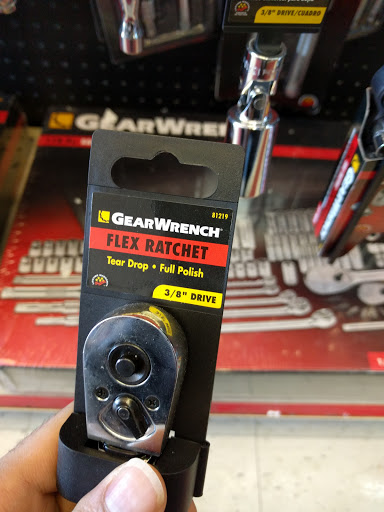 3/8" DRIVE/CUADRO
GEARWRENCH
81219
GEARWRENCH
FLEX RATCHET
Tear Drop • Full Polish
3/8" DRIVE